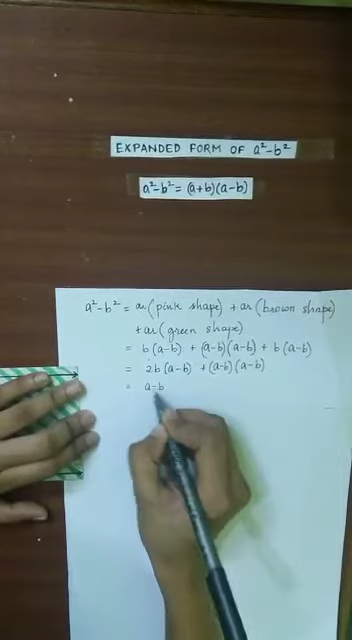 EXPANDED FORM OF a²-b²
a²-b² = (a+b)(a-b)
a²-b² = ar (pink shape) + ar (brown shape)
+ ar (green shape)
= b(a-b) + (a-b)(a-b) + b(a-b)
= 2b(a-b) + (a-b)(a-b)
= a-b